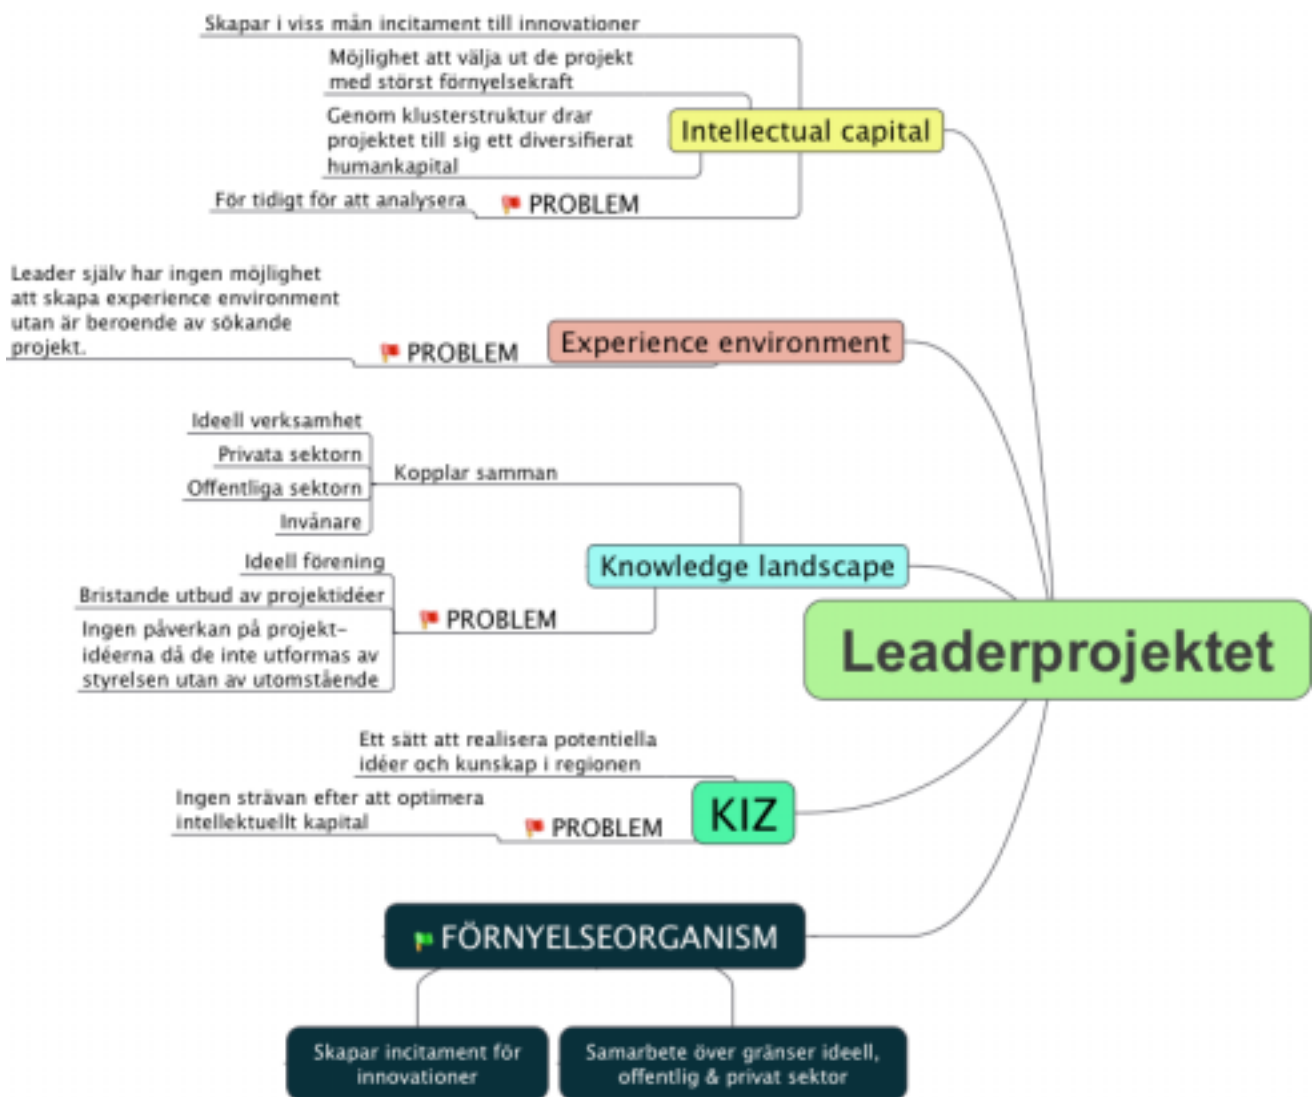 Skapar i viss mån incitament till innovationer
Möjlighet att välja ut de projekt
med störst förnyelsekraft
Genom klusterstruktur drar
projektet till sig ett diversifierat
humankapital
För tidigt för att analysera
PROBLEM
Intellectual capital
Leader själv har ingen möjlighet
att skapa experience environment
utan är beroende av sökande
projekt.
PROBLEM
Experience environment
Ideell verksamhet
Privata sektorn
Offentliga sektorn
Invånare
Kopplar samman
Ideell förening
Bristande utbud av projektidéer
Ingen påverkan på projekt-
idéerna då de inte utformas av
styrelsen utan av utomstående
PROBLEM
Knowledge landscape
Leaderprojektet
Ett sätt att realisera potentiella
idéer och kunskap i regionen
Ingen strävan efter att optimera
intellektuellt kapital
PROBLEM
KIZ
FÖRNYELSEORGANISM
Skapar incitament för
innovationer
Samarbete över gränser ideell,
offentlig & privat sektor